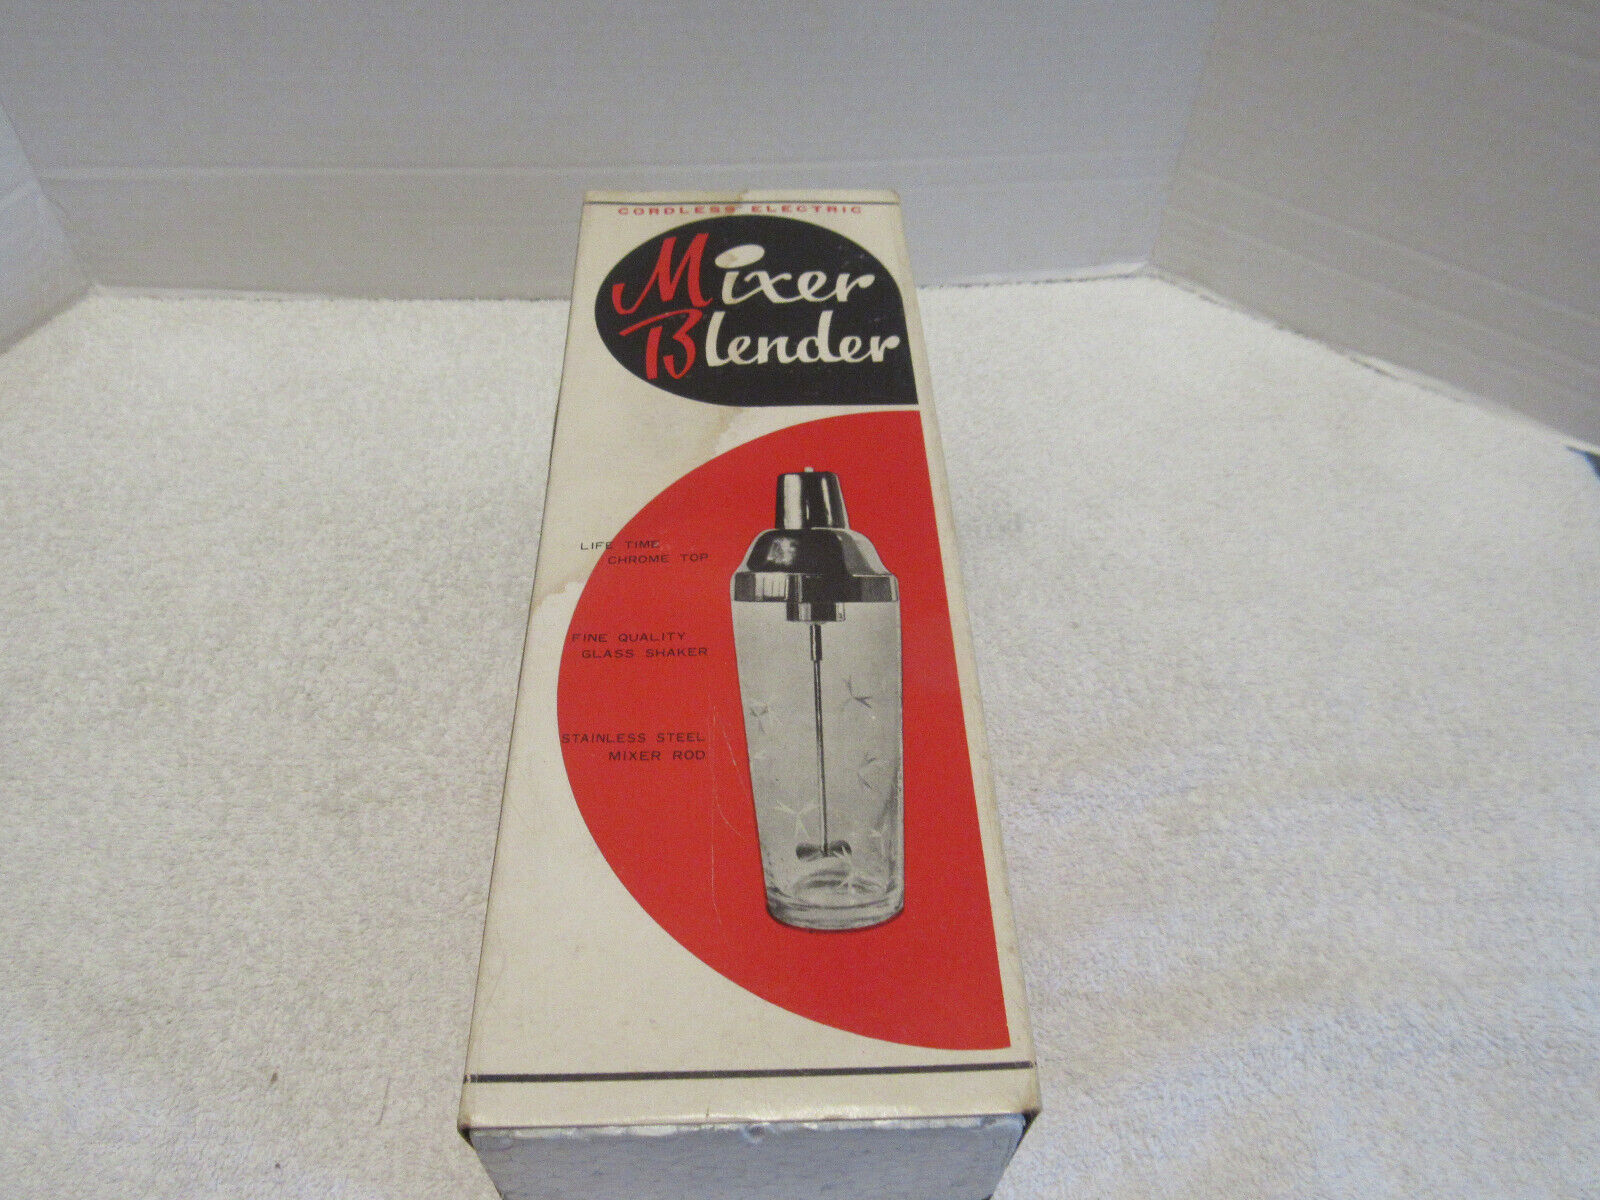 CORDLESS ELECTRIC
Mixer
Blender
LIFE TIME
CHROME TOP
FINE QUALITY
GLASS SHAKER
STAINLESS STEEL
MIXER ROD